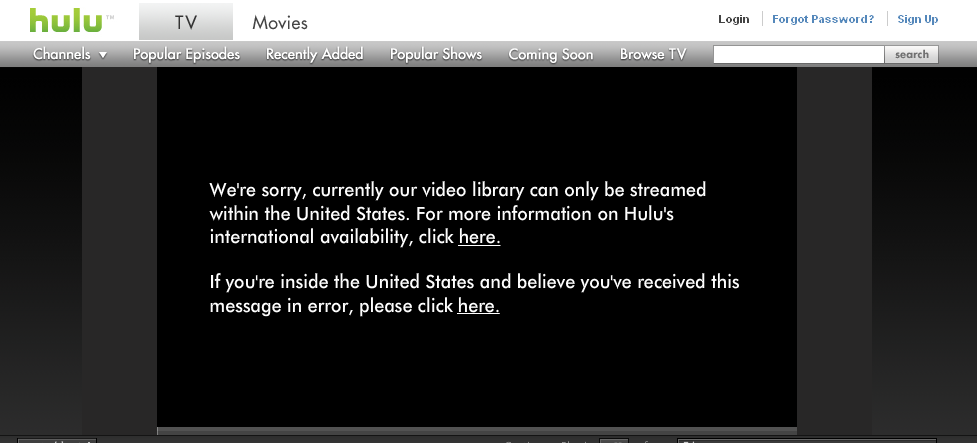 hulu™ TV Movies Login Forgot Password? Sign Up
Channels ▼ Popular Episodes Recently Added Popular Shows Coming Soon Browse TV search
We're sorry, currently our video library can only be streamed
within the United States. For more information on Hulu's
international availability, click here.
If you're inside the United States and believe you've received this
message in error, please click here.